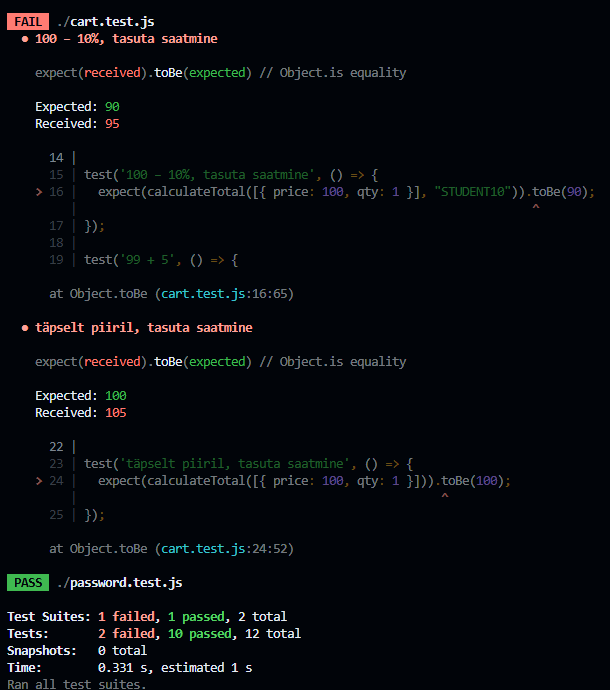 FAIL ./cart.test.js
● 100 – 10%, tasuta saatmine
expect(received).toBe(expected) // Object.is equality
Expected: 90
Received: 95
14 |
15 | test('100 – 10%, tasuta saatmine', () => {
> 16 | expect(calculateTotal([{ price: 100, qty: 1 }], "STUDENT10")).toBe(90);
| ^
17 | });
18 |
19 | test('99 + 5', () => {
at Object.toBe (cart.test.js:16:65)
● täpselt piiril, tasuta saatmine
expect(received).toBe(expected) // Object.is equality
Expected: 100
Received: 105
22 |
23 | test('täpselt piiril, tasuta saatmine', () => {
> 24 | expect(calculateTotal([{ price: 100, qty: 1 }])).toBe(100);
| ^
25 | });
at Object.toBe (cart.test.js:24:52)
PASS ./password.test.js
Test Suites: 1 failed, 1 passed, 2 total
Tests: 2 failed, 10 passed, 12 total
Snapshots: 0 total
Time: 0.331 s, estimated 1 s
Ran all test suites.